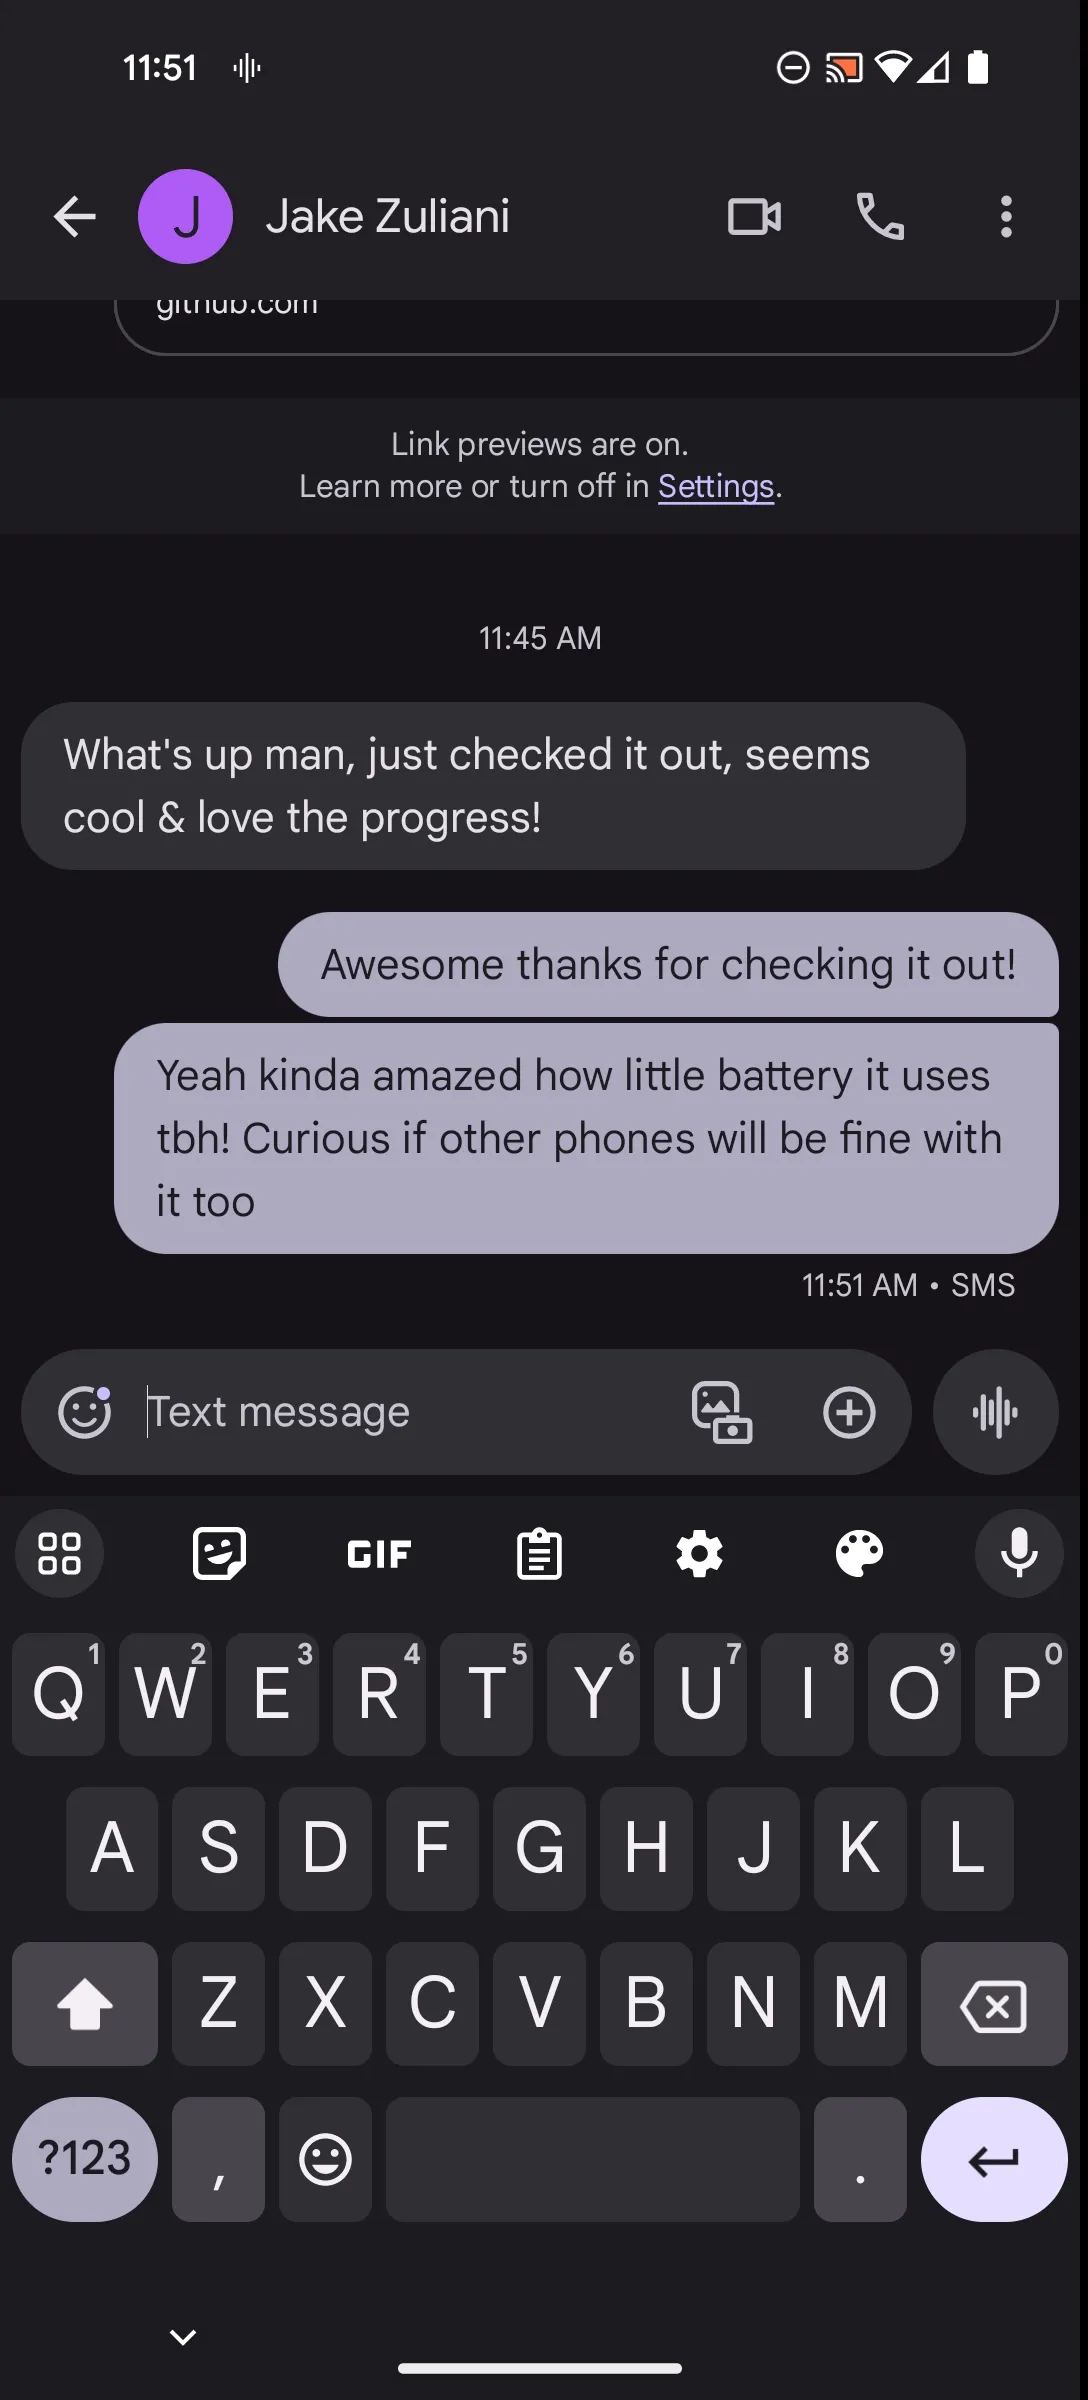 11:51
J
Jake Zuliani
github.com
Link previews are on.
Learn more or turn off in Settings.
11:45 AM
What's up man, just checked it out, seems
cool & love the progress!
Awesome thanks for checking it out!
Yeah kinda amazed how little battery it uses
tbh! Curious if other phones will be fine with
it too
11:51 AM • SMS
Text message
GIF
Q 1 W 2 E 3 R 4 T 5 Y 6 U 7 I 8 O 9 P 0
A S D F G H J K L
Z X C V B N M
?123 , .